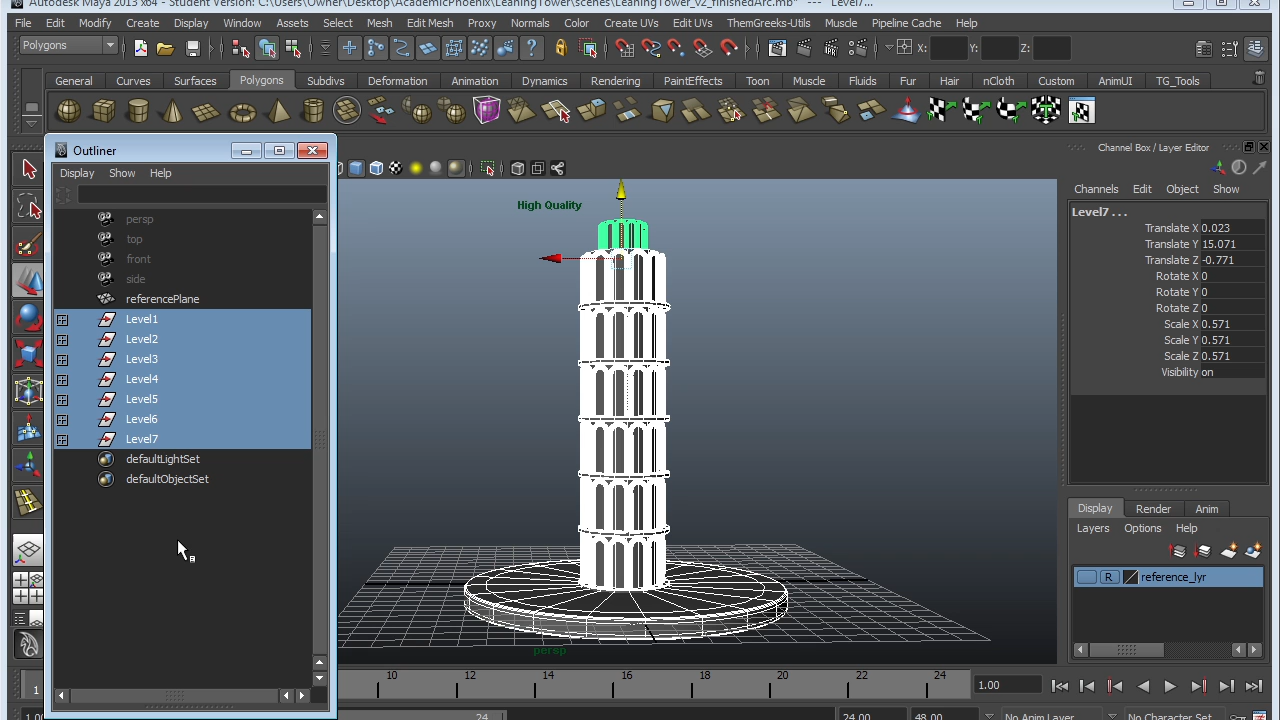 Autodesk Maya 2013 x64 - Student Version: C:\Users\Owner\Desktop\AcademicPhoenix\LeaningTower\scenes\LeaningTower_v2_finishedArc.mb* --- Level7...
File Edit Modify Create Display Window Assets Select Mesh Edit Mesh Proxy Normals Color Create UVs Edit UVs ThemGreeks-Utils Muscle Pipeline Cache Help
Polygons X: Y: Z:
General Curves Surfaces Polygons Subdivs Deformation Animation Dynamics Rendering PaintEffects Toon Muscle Fluids Fur Hair nCloth Custom AnimUI TG_Tools
Outliner
Display Show Help
persp
top
front
side
referencePlane
Level1
Level2
Level3
Level4
Level5
Level6
Level7
defaultLightSet
defaultObjectSet
High Quality
persp
Channel Box / Layer Editor
Channels Edit Object Show
Level7 . . .
Translate X 0.023
Translate Y 15.071
Translate Z -0.771
Rotate X 0
Rotate Y 0
Rotate Z 0
Scale X 0.571
Scale Y 0.571
Scale Z 0.571
Visibility on
Display Render Anim
Layers Options Help
R reference_lyr
1 10 12 14 16 18 20 22 24 1.00
1.00 24 24.00 48.00 No Anim Layer No Character Set